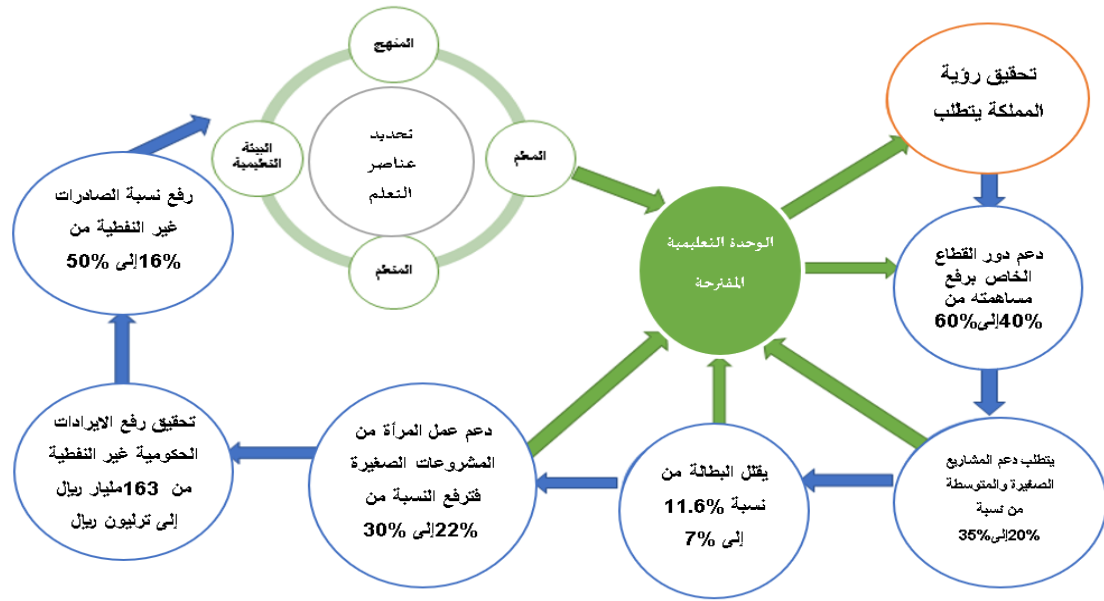 تحقيق رؤية
المملكة يتطلب
دعم دور القطاع
الخاص برفع
مساهمته من
40%إلى60%
يتطلب دعم المشاريع
الصغيرة والمتوسطة
من نسبة
20%إلى35%
يقلل البطالة من
نسبة 11.6%
إلى 7%
دعم عمل المرأة من
المشروعات الصغيرة
فترفع النسبة من
22%إلى 30%
تحقيق رفع الايرادات
الحكومية غير النفطية
من 163مليار ريال
إلى ترليون ريال
رفع نسبة الصادرات
غير النفطية من
16%إلى 50%
المنهج
المعلم
المتعلم
البيئة
التعليمية
تحديد
عناصر
التعلم
الوحدة التعليمية
المقترحة